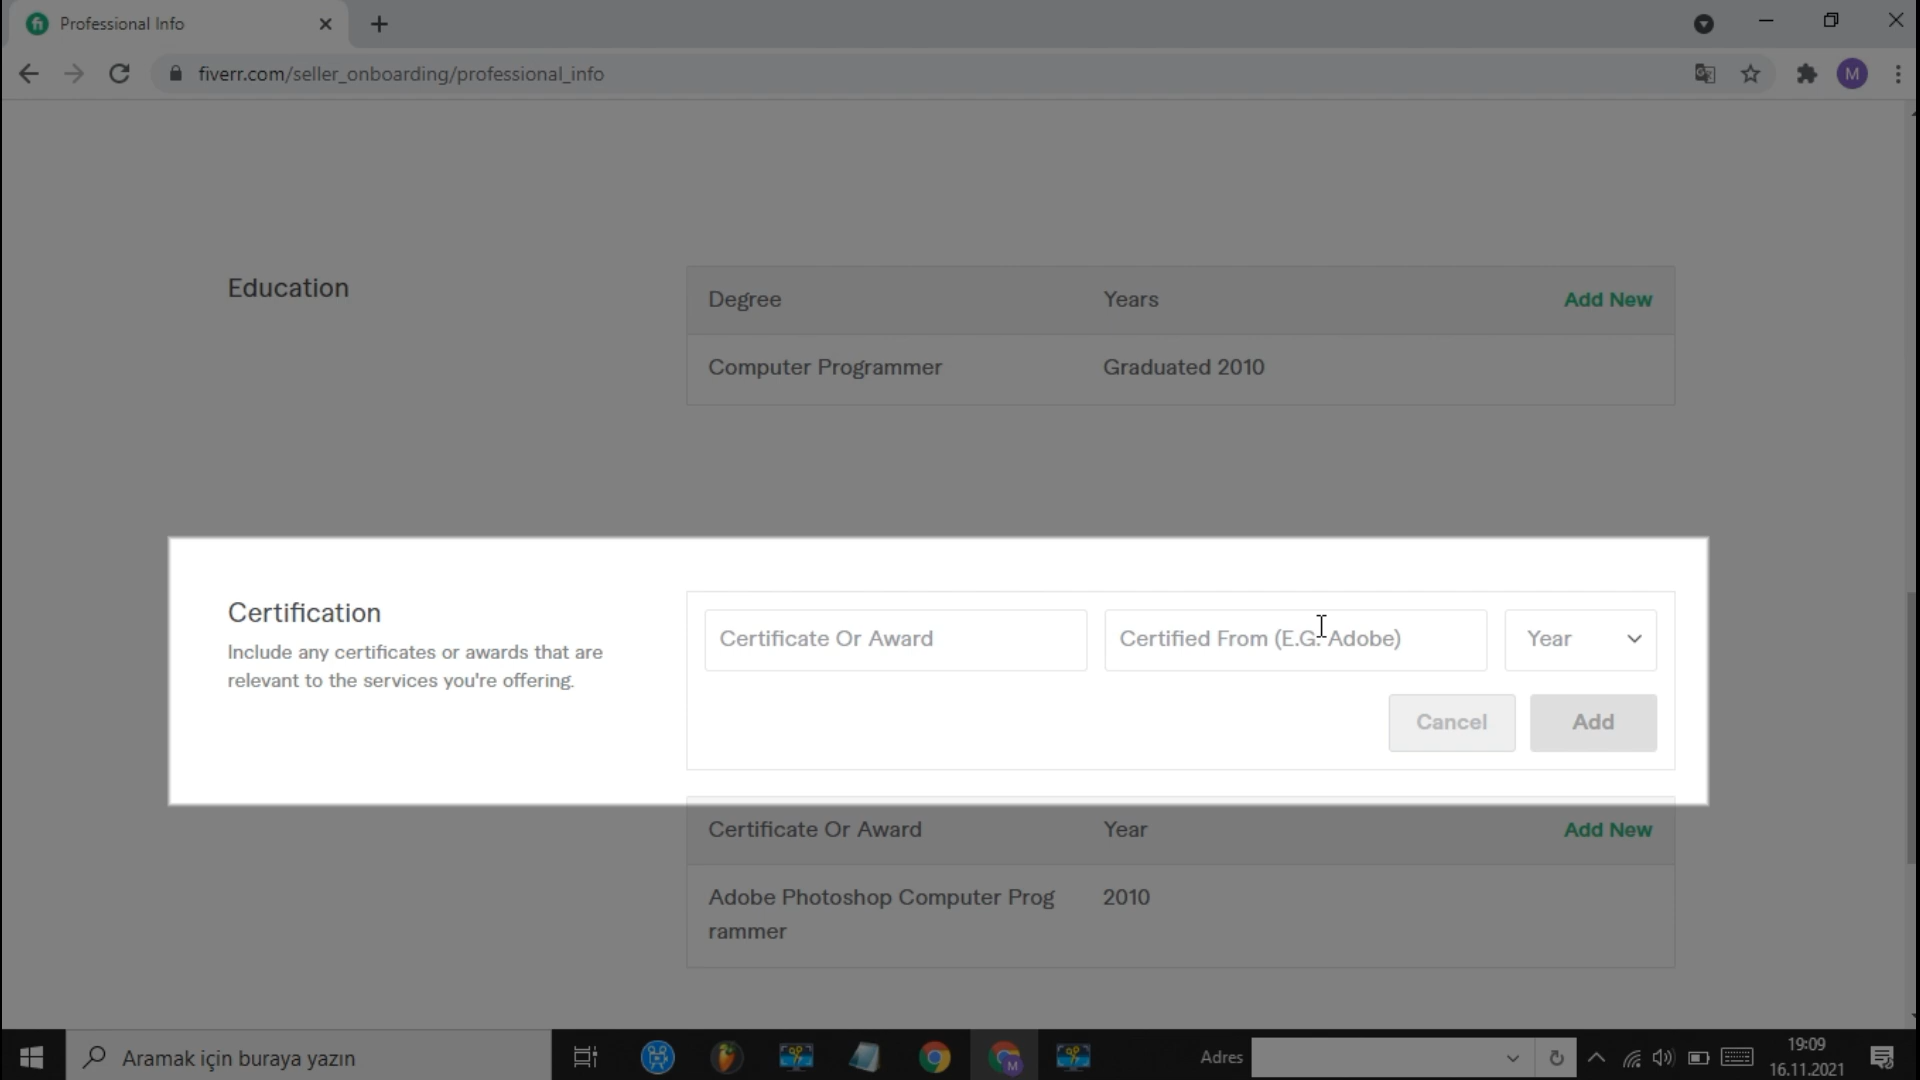 Professional Info
fiverr.com/seller_onboarding/professional_info
M
Education
Degree Years Add New
Computer Programmer Graduated 2010
Certification
Include any certificates or awards that are
relevant to the services you're offering.
Certificate Or Award Certified From (E.G. Adobe) Year
Cancel Add
Certificate Or Award Year Add New
Adobe Photoshop Computer Prog 2010
rammer
Aramak için buraya yazın
M
Adres
19:09
16.11.2021